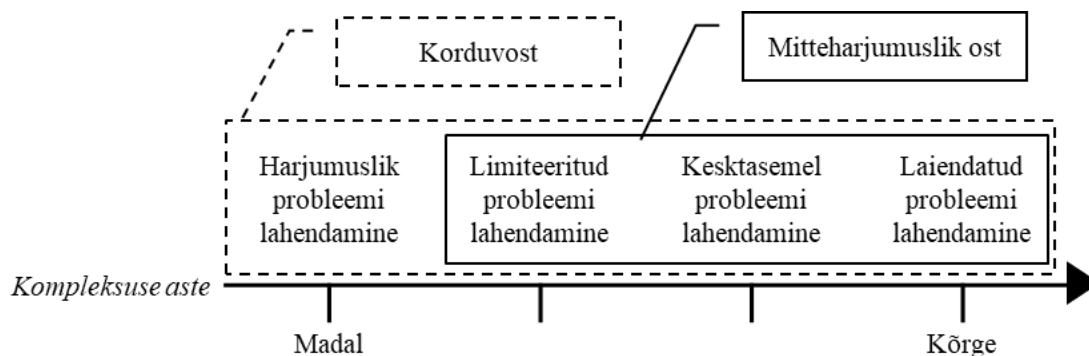 Korduvost
Mitteharjumuslik ost
Harjumuslik
probleemi
lahendamine
Limiteeritud
probleemi
lahendamine
Kesktasemel
probleemi
lahendamine
Laiendatud
probleemi
lahendamine
Kompleksuse aste
Madal
Kõrge